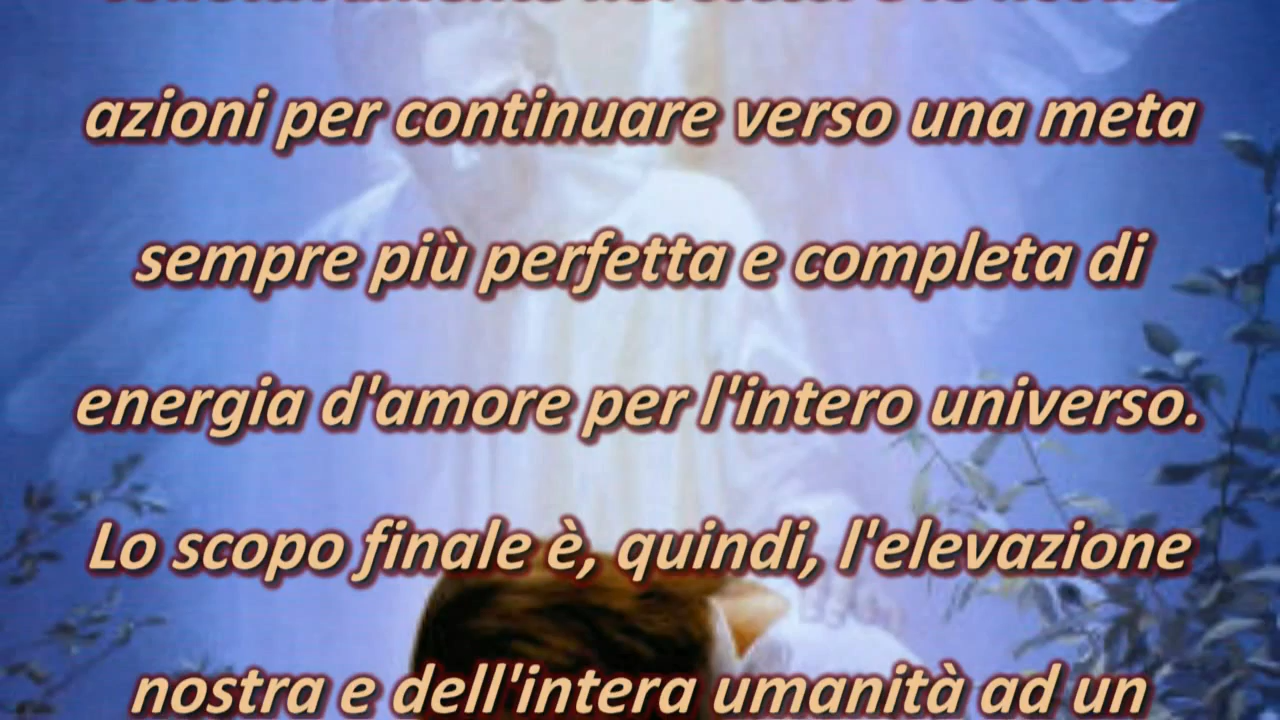 azioni per continuare verso una meta
sempre più perfetta e completa di
energia d'amore per l'intero universo.
Lo scopo finale è, quindi, l'elevazione
nostra e dell'intera umanità ad un